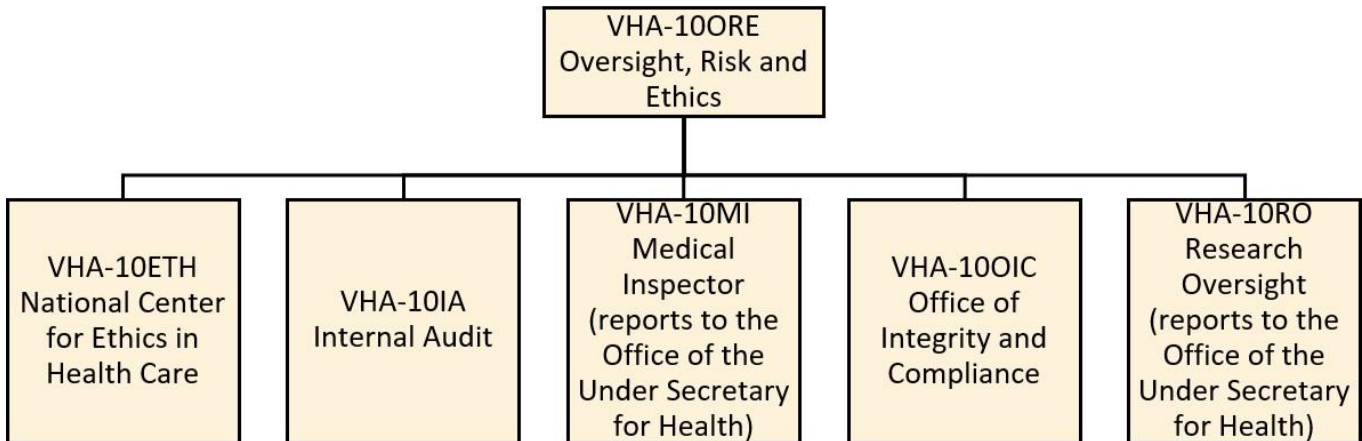 VHA-10ORE
Oversight, Risk and
Ethics
VHA-10ETH
National Center
for Ethics in
Health Care
VHA-10IA
Internal Audit
VHA-10MI
Medical
Inspector
(reports to the
Office of the
Under Secretary
for Health)
VHA-10OIC
Office of
Integrity and
Compliance
VHA-10RO
Research
Oversight
(reports to the
Office of the
Under Secretary
for Health)